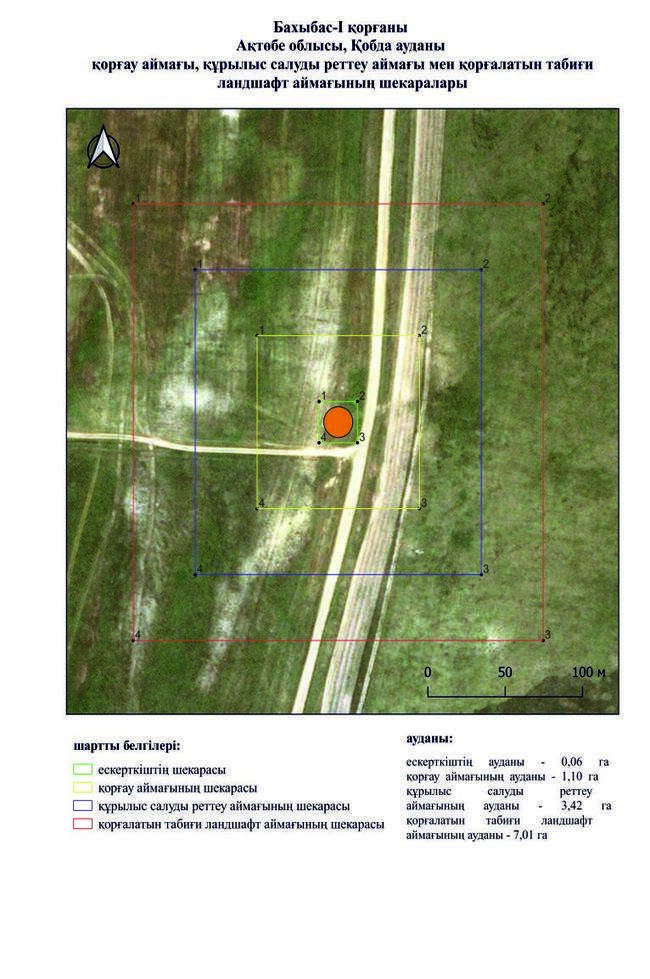 Бахыбас-I қорғаны
Ақтөбе облысы, Қобда ауданы
қорғау аймағы, құрылыс салуды реттеу аймағы мен қорғалатын табиғи
ландшафт аймағының шекаралары
1 2
1 2
1 2
1 2
4 3
4 3
4 3
4 3
0 50 100 м
шартты белгілері:
ескерткіштің шекарасы
қорғау аймағының шекарасы
құрылыс салуды реттеу аймағының шекарасы
қорғалатын табиғи ландшафт аймағының шекарасы
ауданы:
ескерткіштің ауданы - 0,06 га
қорғау аймағының ауданы - 1,10 га
құрылыс салуды реттеу
аймағының ауданы - 3,42 га
қорғалатын табиғи ландшафт
аймағының ауданы - 7,01 га